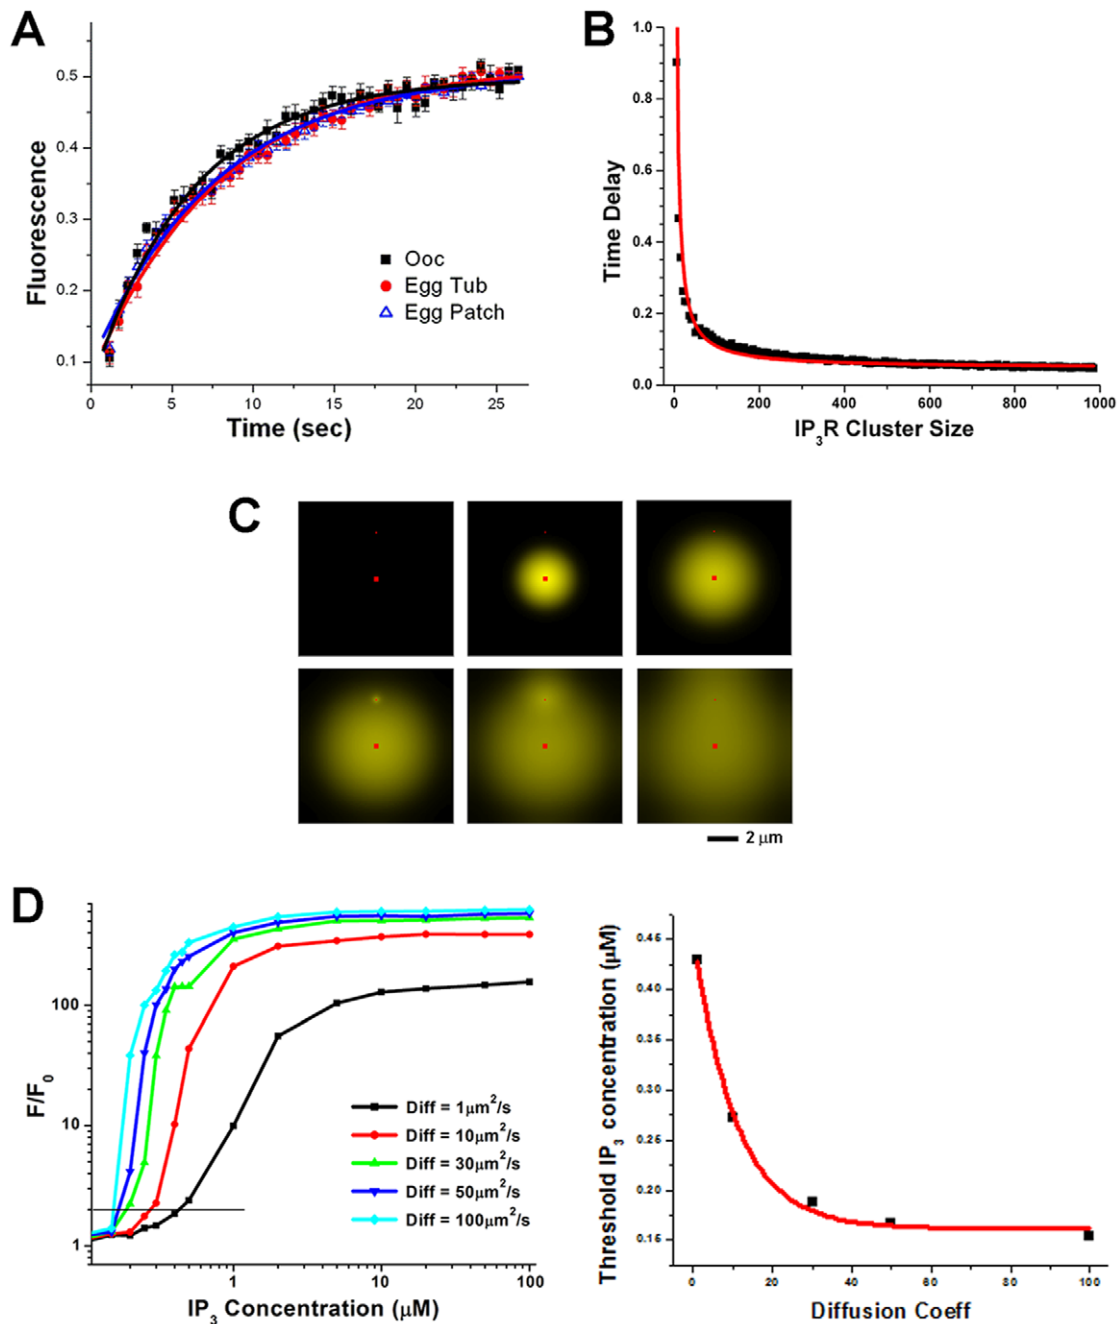 A
Fluorescence
0.5
0.4
0.3
0.2
0.1
0
5
10
15
20
25
Time (sec)
Ooc
Egg Tub
Egg Patch
B
Time Delay
1.0
0.8
0.6
0.4
0.2
0.0
0
200
400
600
800
1000
IP₃R Cluster Size
C
2 μm
D
F/F₀
100
10
1
1
10
100
IP₃ Concentration (μM)
Diff = 1μm²/s
Diff = 10μm²/s
Diff = 30μm²/s
Diff = 50μm²/s
Diff = 100μm²/s
Threshold IP₃ concentration (μM)
0.45
0.40
0.35
0.30
0.25
0.20
0.15
0
20
40
60
80
100
Diffusion Coeff